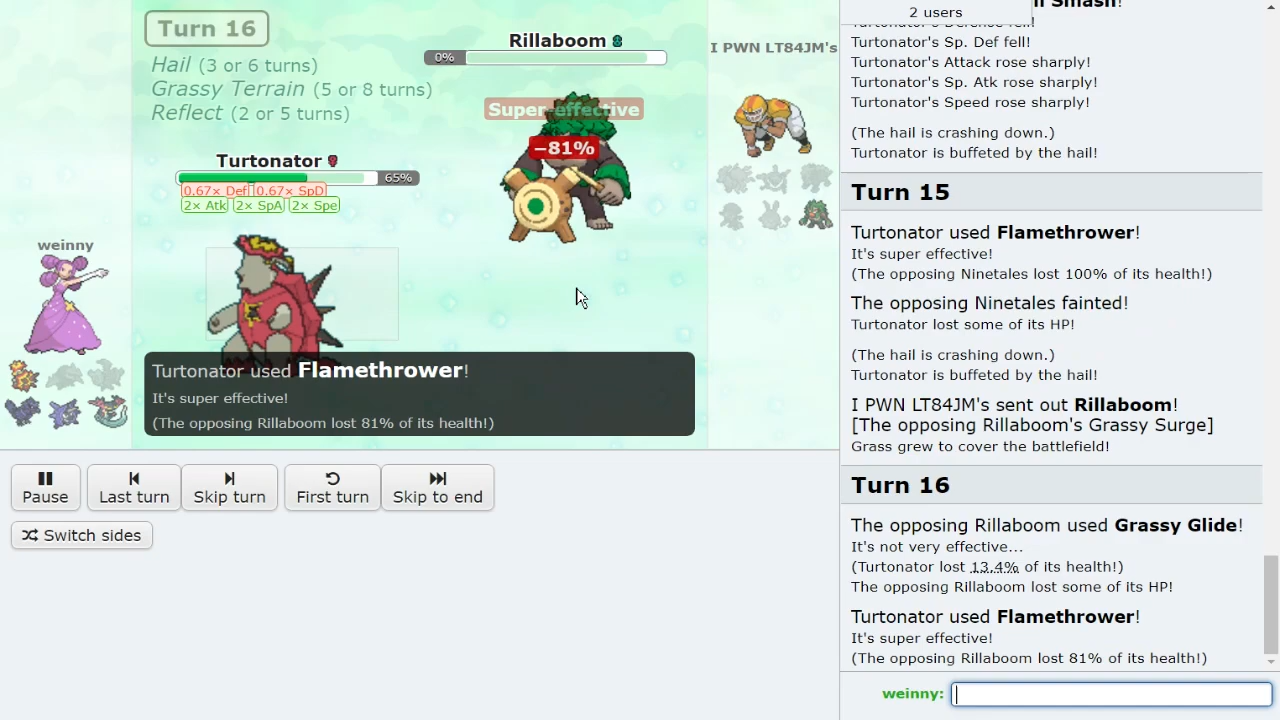 Turn 16
Hail (3 or 6 turns)
Grassy Terrain (5 or 8 turns)
Reflect (2 or 5 turns)
Rillaboom
0%
Super-effective
−81%
Turtonator
65%
0.67× Def 0.67× SpD
2× Atk 2× SpA 2× Spe
weinny
I PWN LT84JM's
Turtonator used Flamethrower!
It's super effective!
(The opposing Rillaboom lost 81% of its health!)
Pause
Last turn
Skip turn
First turn
Skip to end
Switch sides
2 users
Smash!
Turtonator's Defense fell!
Turtonator's Sp. Def fell!
Turtonator's Attack rose sharply!
Turtonator's Sp. Atk rose sharply!
Turtonator's Speed rose sharply!
(The hail is crashing down.)
Turtonator is buffeted by the hail!
Turn 15
Turtonator used Flamethrower!
It's super effective!
(The opposing Ninetales lost 100% of its health!)
The opposing Ninetales fainted!
Turtonator lost some of its HP!
(The hail is crashing down.)
Turtonator is buffeted by the hail!
I PWN LT84JM's sent out Rillaboom!
[The opposing Rillaboom's Grassy Surge]
Grass grew to cover the battlefield!
Turn 16
The opposing Rillaboom used Grassy Glide!
It's not very effective...
(Turtonator lost 13.4% of its health!)
The opposing Rillaboom lost some of its HP!
Turtonator used Flamethrower!
It's super effective!
(The opposing Rillaboom lost 81% of its health!)
weinny: